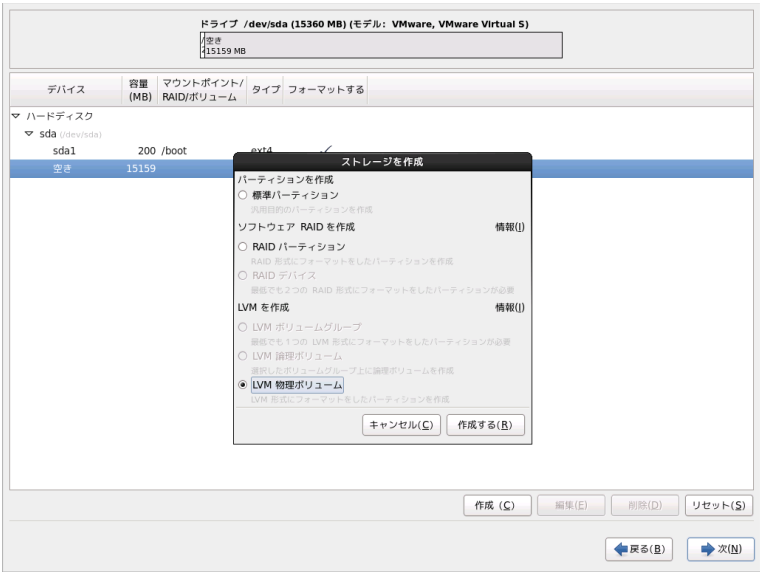 ドライブ /dev/sda (15360 MB) (モデル: VMware, VMware Virtual S)
空き
15159 MB
デバイス
容量
(MB)
マウントポイント/
RAID/ボリューム
タイプ
フォーマットする
ハードディスク
sda (/dev/sda)
sda1 200 /boot ext4
空き 15159
ストレージを作成
パーティションを作成
標準パーティション
汎用目的のパーティションを作成
ソフトウェア RAID を作成 情報(I)
RAID パーティション
RAID 形式にフォーマットをしたパーティションを作成
RAID デバイス
最低でも２つの RAID 形式にフォーマットしたパーティションが必要
LVM を作成 情報(I)
LVM ボリュームグループ
最低でも１つの LVM 形式にフォーマットしたパーティションが必要
LVM 論理ボリューム
選択したボリュームグループ上に論理ボリュームを作成
LVM 物理ボリューム
LVM 形式にフォーマットをしたパーティションを作成
キャンセル(C) 作成する(R)
作成 (C) 編集(E) 削除(D) リセット(S)
戻る(B) 次(N)